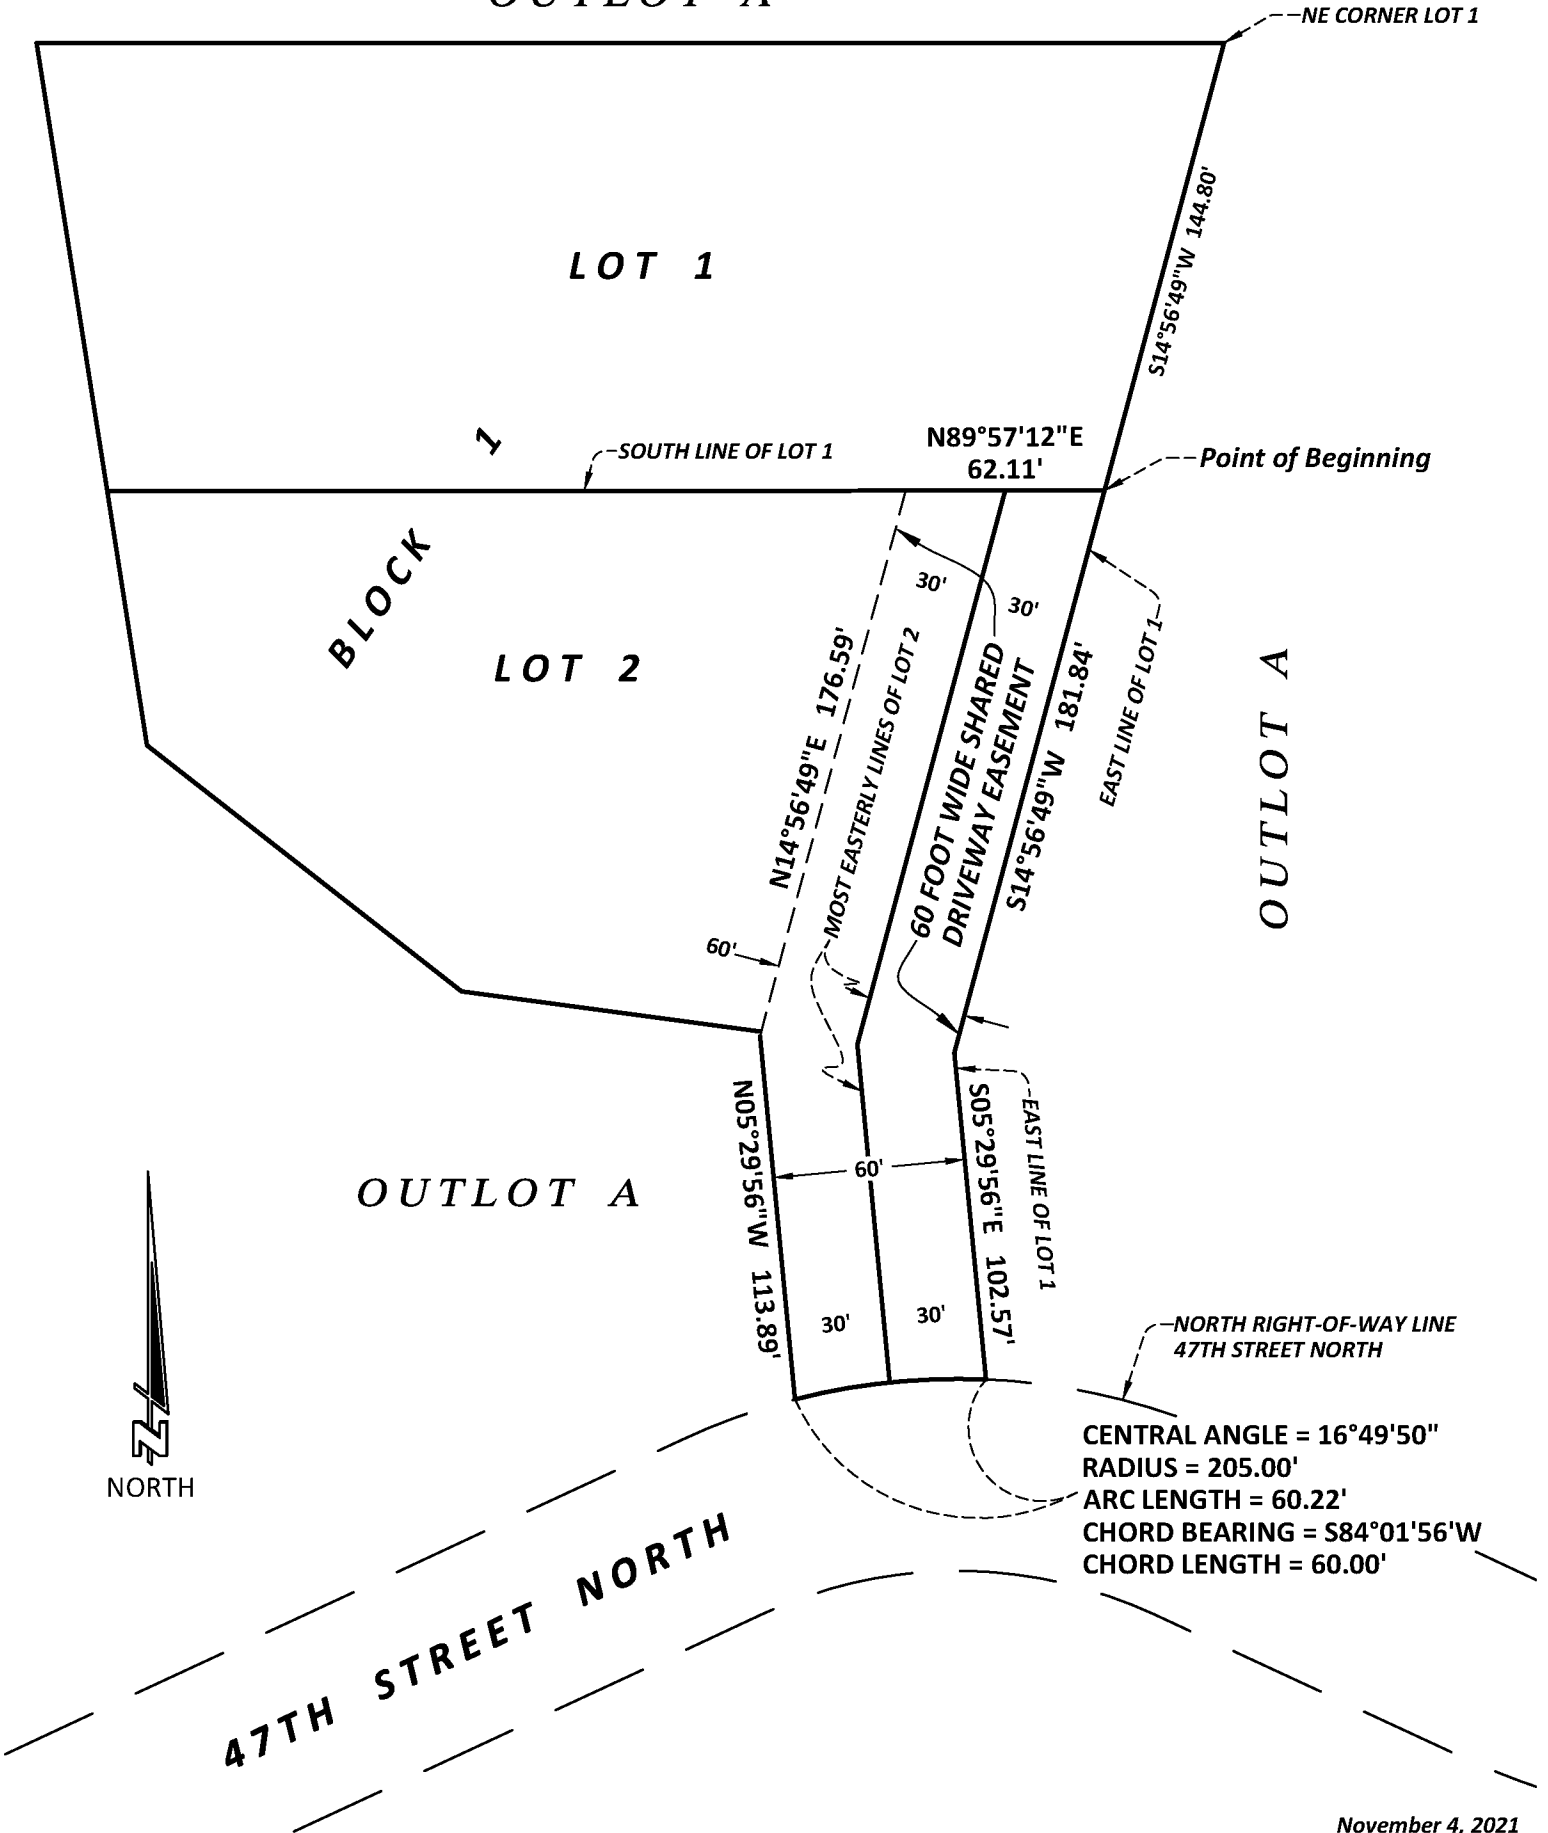 OUTLOT A
NE CORNER LOT 1
S14°56'49"W 144.80'
LOT 1
N89°57'12"E
62.11'
SOUTH LINE OF LOT 1
Point of Beginning
BLOCK 1
30'
30'
LOT 2
N14°56'49"E 176.59'
MOST EASTERLY LINES OF LOT 2
60 FOOT WIDE SHARED
DRIVEWAY EASEMENT
S14°56'49"W 181.84'
EAST LINE OF LOT 1
OUTLOT A
60'
N05°29'56"W 113.89'
60'
S05°29'56"E 102.57'
EAST LINE OF LOT 1
OUTLOT A
30'
30'
NORTH RIGHT-OF-WAY LINE
47TH STREET NORTH
N
NORTH
CENTRAL ANGLE = 16°49'50"
RADIUS = 205.00'
ARC LENGTH = 60.22'
CHORD BEARING = S84°01'56'W
CHORD LENGTH = 60.00'
47TH STREET NORTH
November 4, 2021